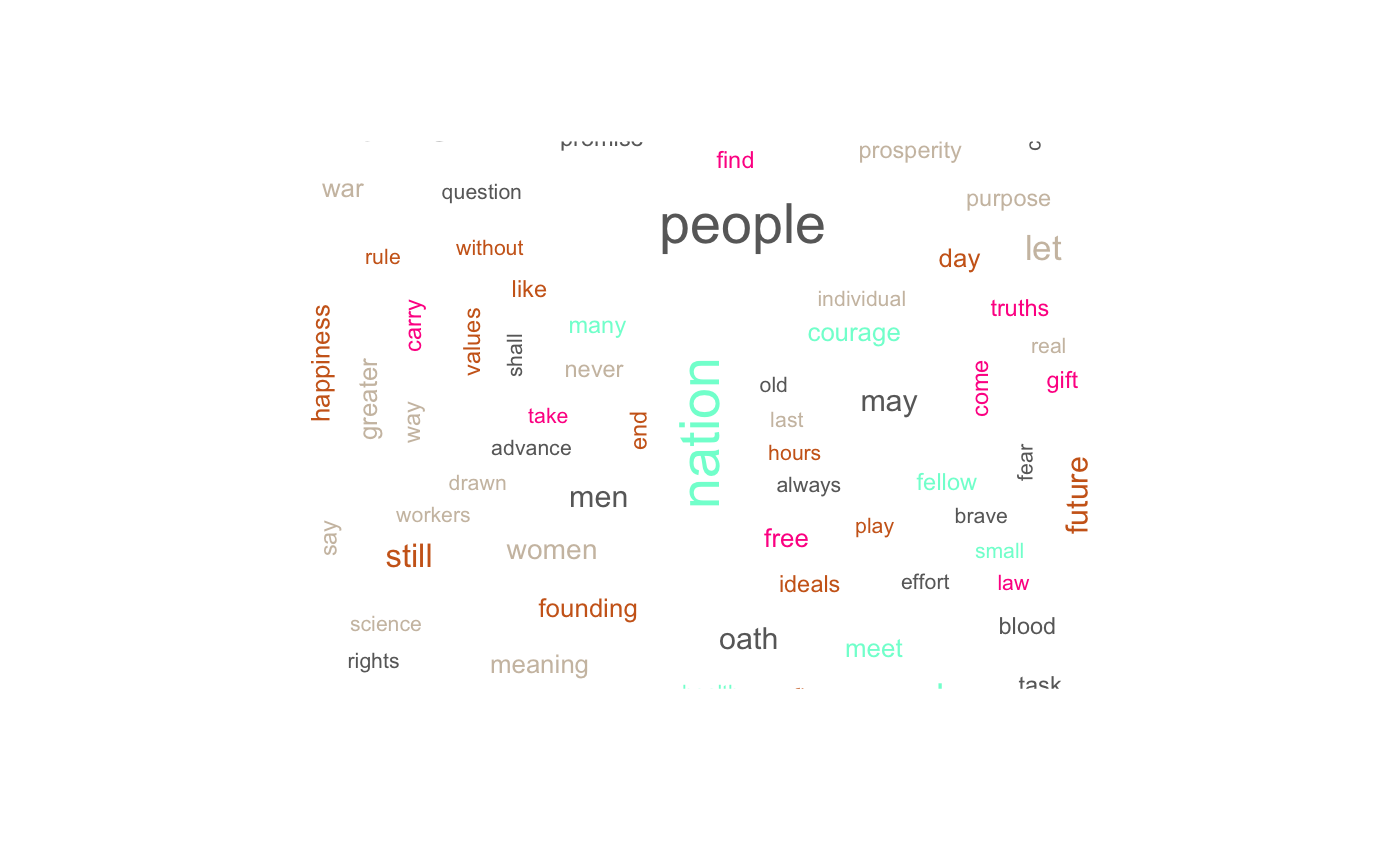 promise
find
prosperity
war
question
purpose
people
let
rule
without
day
like
individual
truths
happiness
carry
values
shall
many
courage
real
greater
way
never
nation
old
may
come
gift
take
end
last
advance
hours
fear
future
drawn
men
always
fellow
say
workers
free
play
brave
still
women
small
ideals
effort
law
founding
science
oath
blood
rights
meaning
meet
task